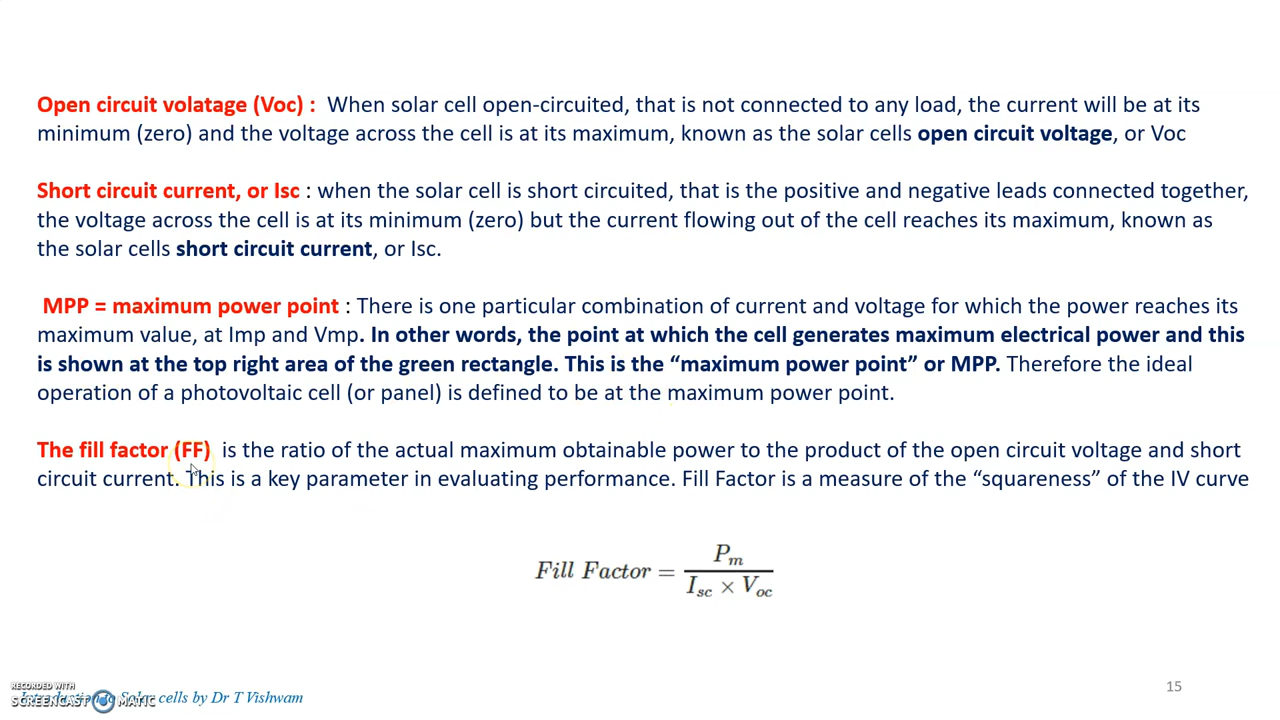 Open circuit volatage (Voc) : When solar cell open-circuited, that is not connected to any load, the current will be at its
minimum (zero) and the voltage across the cell is at its maximum, known as the solar cells open circuit voltage, or Voc
Short circuit current, or Isc : when the solar cell is short circuited, that is the positive and negative leads connected together,
the voltage across the cell is at its minimum (zero) but the current flowing out of the cell reaches its maximum, known as
the solar cells short circuit current, or Isc.
MPP = maximum power point : There is one particular combination of current and voltage for which the power reaches its
maximum value, at Imp and Vmp. In other words, the point at which the cell generates maximum electrical power and this
is shown at the top right area of the green rectangle. This is the “maximum power point” or MPP. Therefore the ideal
operation of a photovoltaic cell (or panel) is defined to be at the maximum power point.
The fill factor (FF) is the ratio of the actual maximum obtainable power to the product of the open circuit voltage and short
circuit current. This is a key parameter in evaluating performance. Fill Factor is a measure of the “squareness” of the IV curve
Fill Factor = P_m / (I_sc × V_oc)
RECORDED WITH
SCREENCAST MATIC
Introduction to Solar cells by Dr T Vishwam
15